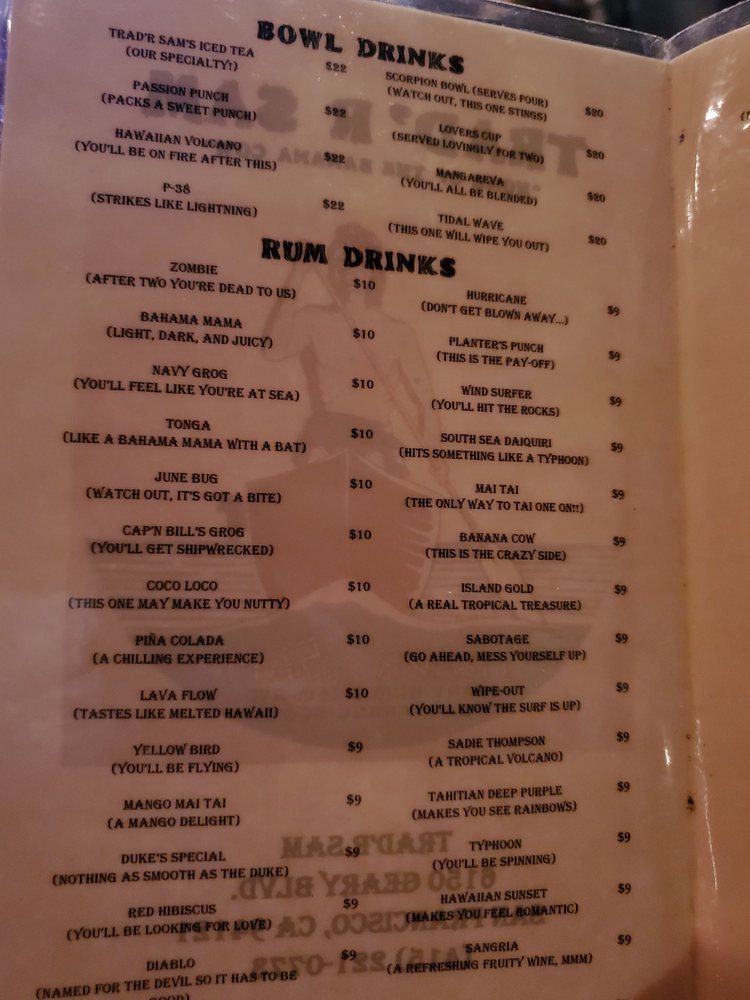 BOWL DRINKS
TRAD'R SAM'S ICED TEA
(OUR SPECIALTY!) $22
PASSION PUNCH
(PACKS A SWEET PUNCH) $22
HAWAIIAN VOLCANO
(YOU'LL BE ON FIRE AFTER THIS) $22
P-38
(STRIKES LIKE LIGHTNING) $22
SCORPION BOWL (SERVES FOUR)
(WATCH OUT, THIS ONE STINGS) $20
LOVERS CUP
(SERVED LOVINGLY FOR TWO) $20
MANGAREVA
(YOU'LL ALL BE BLENDED) $20
TIDAL WAVE
(THIS ONE WILL WIPE YOU OUT) $20
RUM DRINKS
ZOMBIE
(AFTER TWO YOU'RE DEAD TO US) $10
BAHAMA MAMA
(LIGHT, DARK, AND JUICY) $10
NAVY GROG
(YOU'LL FEEL LIKE YOU'RE AT SEA) $10
TONGA
(LIKE A BAHAMA MAMA WITH A BAT) $10
JUNE BUG
(WATCH OUT, IT'S GOT A BITE) $10
CAP'N BILL'S GROG
(YOU'LL GET SHIPWRECKED) $10
COCO LOCO
(THIS ONE MAY MAKE YOU NUTTY) $10
PIÑA COLADA
(A CHILLING EXPERIENCE) $10
LAVA FLOW
(TASTES LIKE MELTED HAWAII) $10
YELLOW BIRD
(YOU'LL BE FLYING) $9
MANGO MAI TAI
(A MANGO DELIGHT) $9
DUKE'S SPECIAL
(NOTHING AS SMOOTH AS THE DUKE) $9
RED HIBISCUS
(YOU'LL BE LOOKING FOR LOVE) $9
DIABLO
(NAMED FOR THE DEVIL SO IT HAS TO BE $9
GOOD)
HURRICANE
(DON'T GET BLOWN AWAY...) $9
PLANTER'S PUNCH
(THIS IS THE PAY-OFF) $9
WIND SURFER
(YOU'LL HIT THE ROCKS) $9
SOUTH SEA DAIQUIRI
(HITS SOMETHING LIKE A TYPHOON) $9
MAI TAI
(THE ONLY WAY TO TAI ONE ON!!) $9
BANANA COW
(THIS IS THE CRAZY SIDE) $9
ISLAND GOLD
(A REAL TROPICAL TREASURE) $9
SABOTAGE
(GO AHEAD, MESS YOURSELF UP) $9
WIPE-OUT
(YOU'LL KNOW THE SURF IS UP) $9
SADIE THOMPSON
(A TROPICAL VOLCANO) $9
TAHITIAN DEEP PURPLE
(MAKES YOU SEE RAINBOWS) $9
TYPHOON
(YOU'LL BE SPINNING) $9
HAWAIIAN SUNSET
(MAKES YOU FEEL ROMANTIC) $9
SANGRIA
(A REFRESHING FRUITY WINE, MMM) $9
TRAD'R SAM
6150 GEARY BLVD.
SAN FRANCISCO, CA 94121
(415) 221-0773